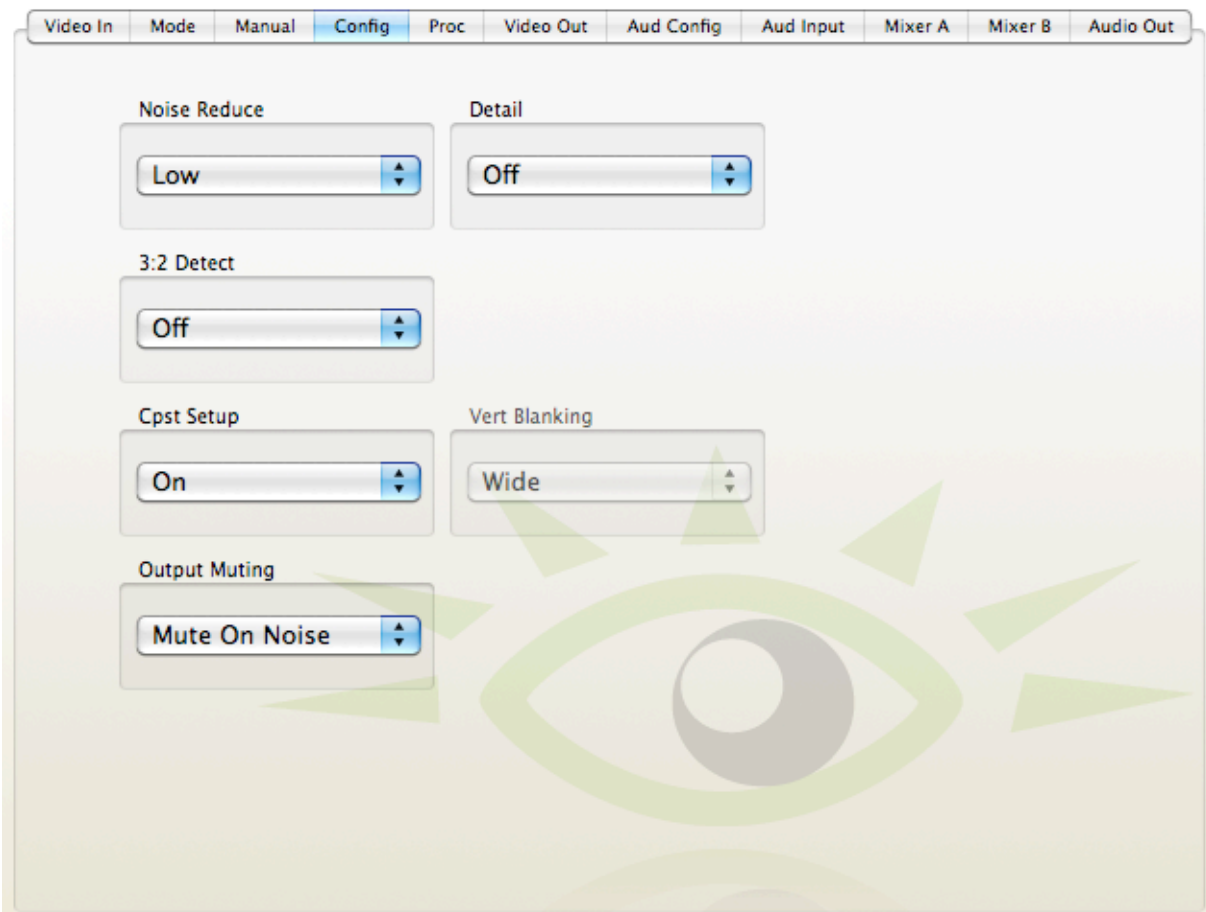 Video In Mode Manual Config Proc Video Out Aud Config Aud Input Mixer A Mixer B Audio Out
Noise Reduce Detail
Low Off
3:2 Detect
Off
Cpst Setup Vert Blanking
On Wide
Output Muting
Mute On Noise